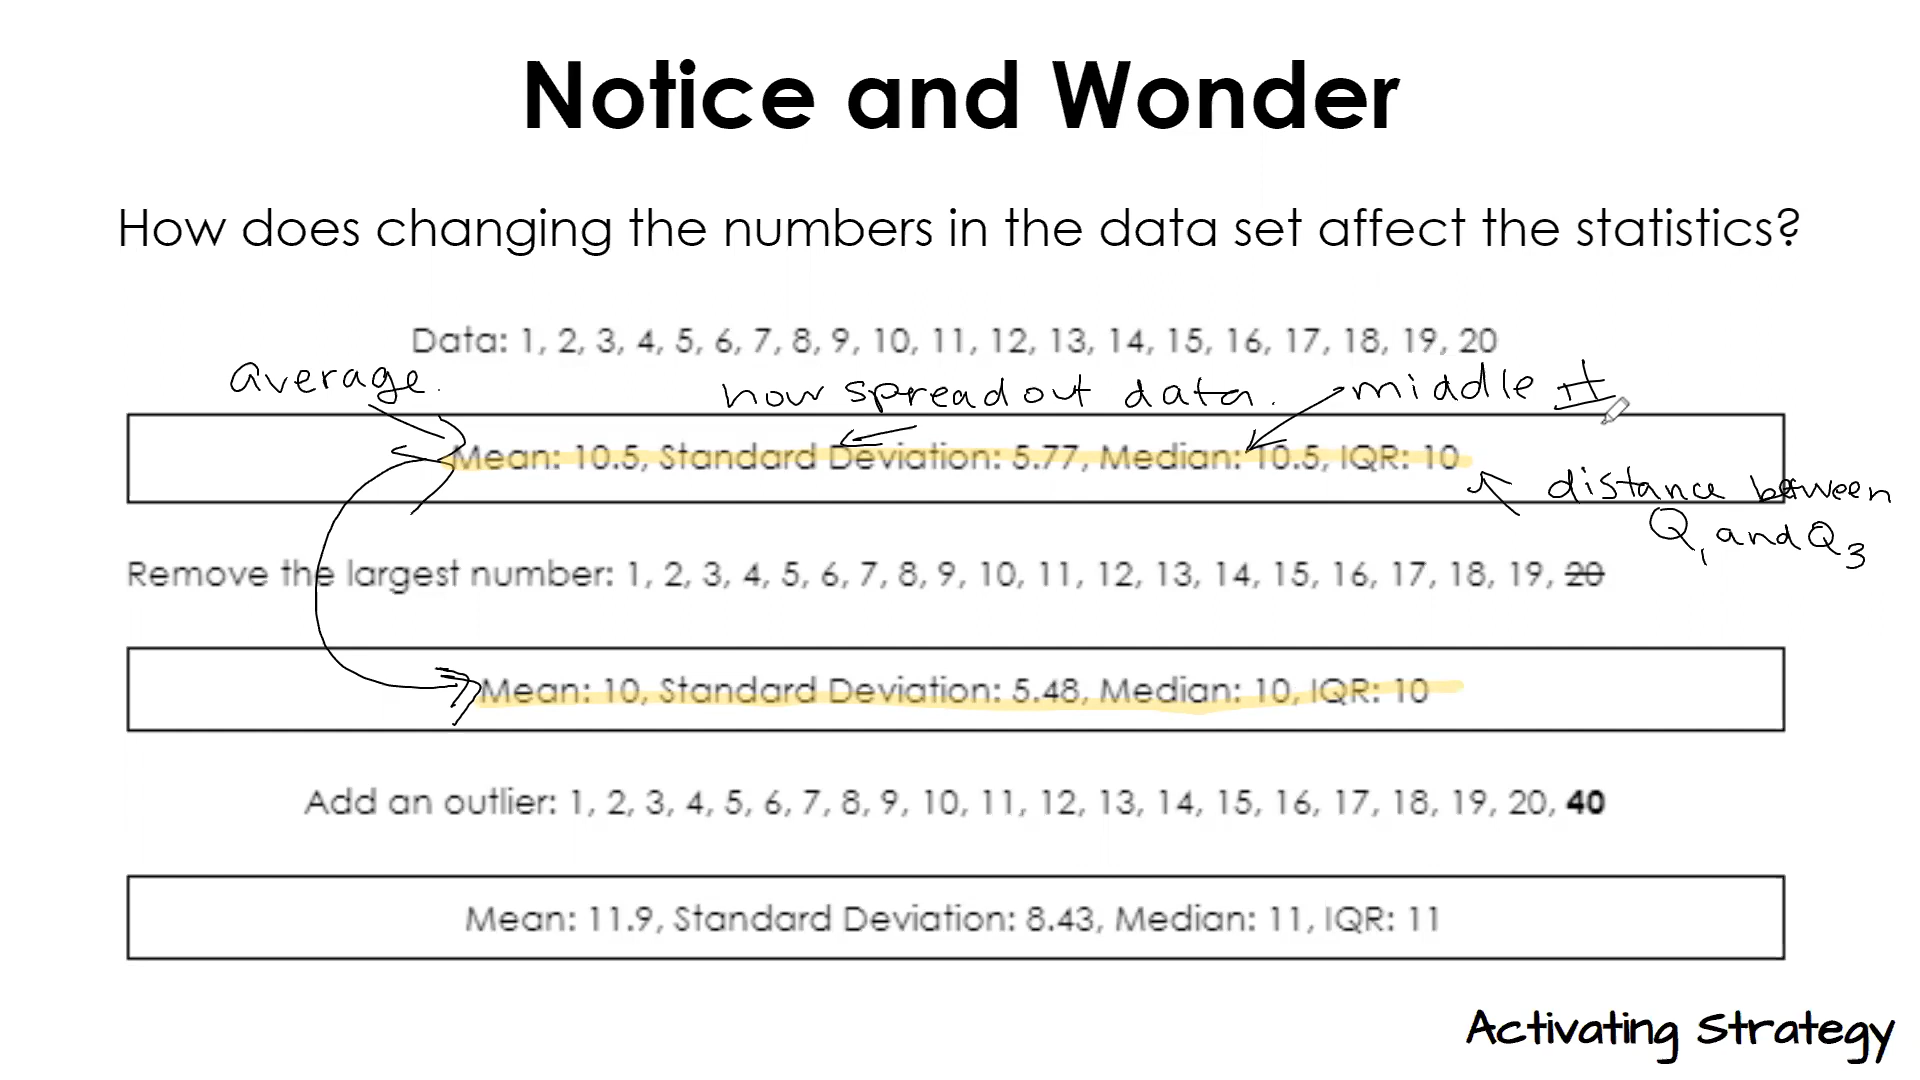 Notice and Wonder
How does changing the numbers in the data set affect the statistics?
Data: 1, 2, 3, 4, 5, 6, 7, 8, 9, 10, 11, 12, 13, 14, 15, 16, 17, 18, 19, 20
average.
how spread out data.
middle #
Mean: 10.5, Standard Deviation: 5.77, Median: 10.5, IQR: 10
distance between
Q1 and Q3
Remove the largest number: 1, 2, 3, 4, 5, 6, 7, 8, 9, 10, 11, 12, 13, 14, 15, 16, 17, 18, 19, 20
Mean: 10, Standard Deviation: 5.48, Median: 10, IQR: 10
Add an outlier: 1, 2, 3, 4, 5, 6, 7, 8, 9, 10, 11, 12, 13, 14, 15, 16, 17, 18, 19, 20, 40
Mean: 11.9, Standard Deviation: 8.43, Median: 11, IQR: 11
Activating Strategy